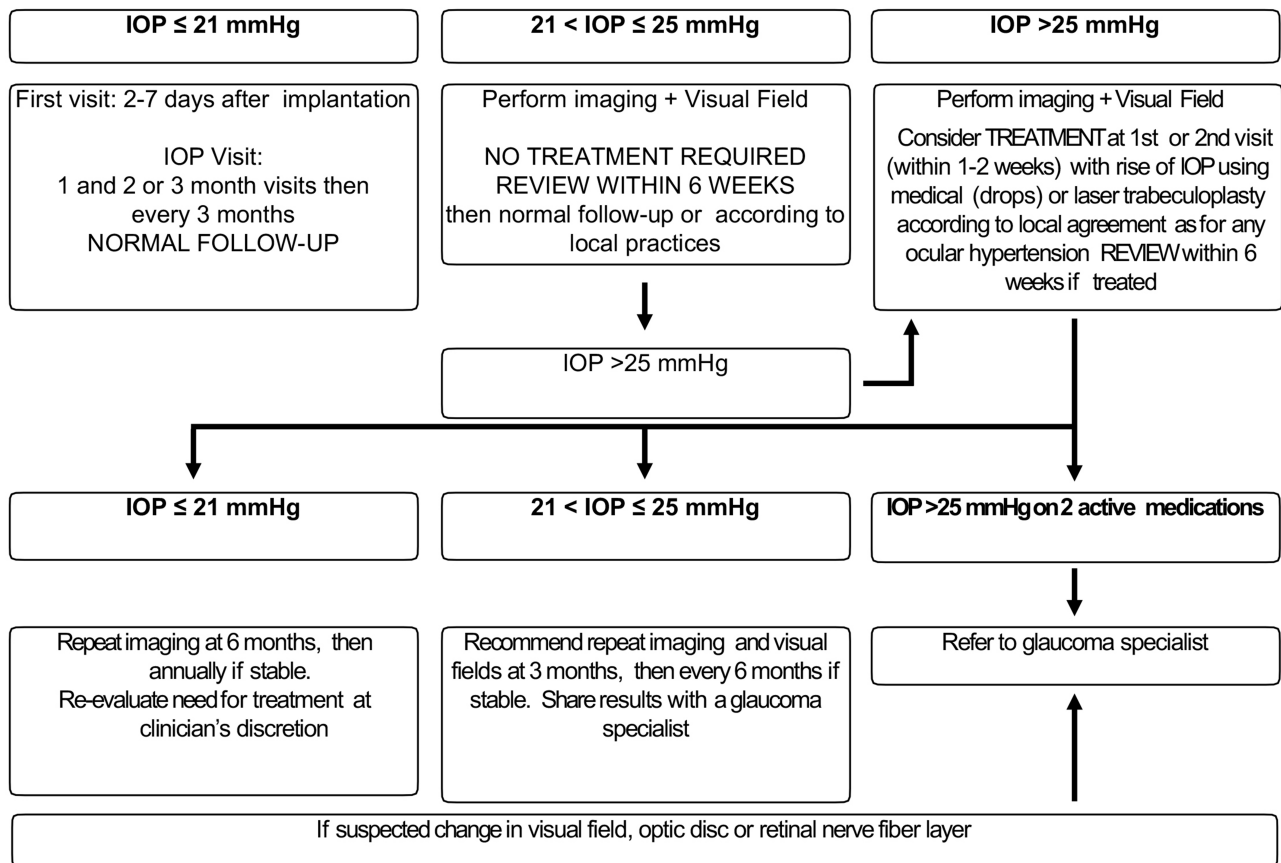 IOP ≤ 21 mmHg
21 < IOP ≤ 25 mmHg
IOP >25 mmHg
First visit: 2-7 days after implantation
IOP Visit:
1 and 2 or 3 month visits then
every 3 months
NORMAL FOLLOW-UP
Perform imaging + Visual Field
NO TREATMENT REQUIRED
REVIEW WITHIN 6 WEEKS
then normal follow-up or according to
local practices
Perform imaging + Visual Field
Consider TREATMENT at 1st or 2nd visit
(within 1-2 weeks) with rise of IOP using
medical (drops) or laser trabeculoplasty
according to local agreement as for any
ocular hypertension REVIEW within 6
weeks if treated
IOP >25 mmHg
IOP ≤ 21 mmHg
21 < IOP ≤ 25 mmHg
IOP >25 mmHg on 2 active medications
Repeat imaging at 6 months, then
annually if stable.
Re-evaluate need for treatment at
clinician’s discretion
Recommend repeat imaging and visual
fields at 3 months, then every 6 months if
stable. Share results with a glaucoma
specialist
Refer to glaucoma specialist
If suspected change in visual field, optic disc or retinal nerve fiber layer